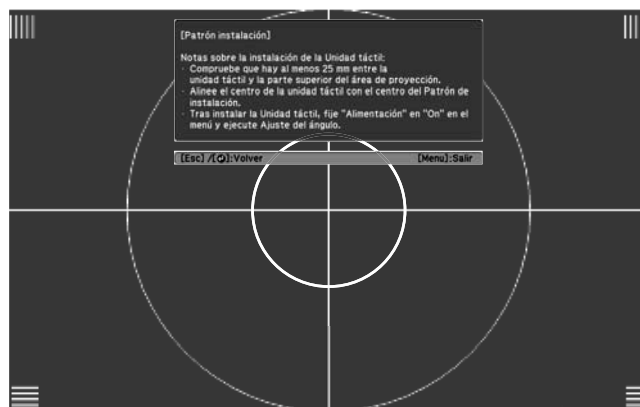 [Patrón instalación]
Notas sobre la instalación de la Unidad táctil:
· Compruebe que hay al menos 25 mm entre la
unidad táctil y la parte superior del área de proyección.
· Alinee el centro de la unidad táctil con el centro del Patrón de
instalación.
· Tras instalar la Unidad táctil, fije "Alimentación" en "On" en el
menú y ejecute Ajuste del ángulo.
[Esc] /[⏎]:Volver [Menu]:Salir